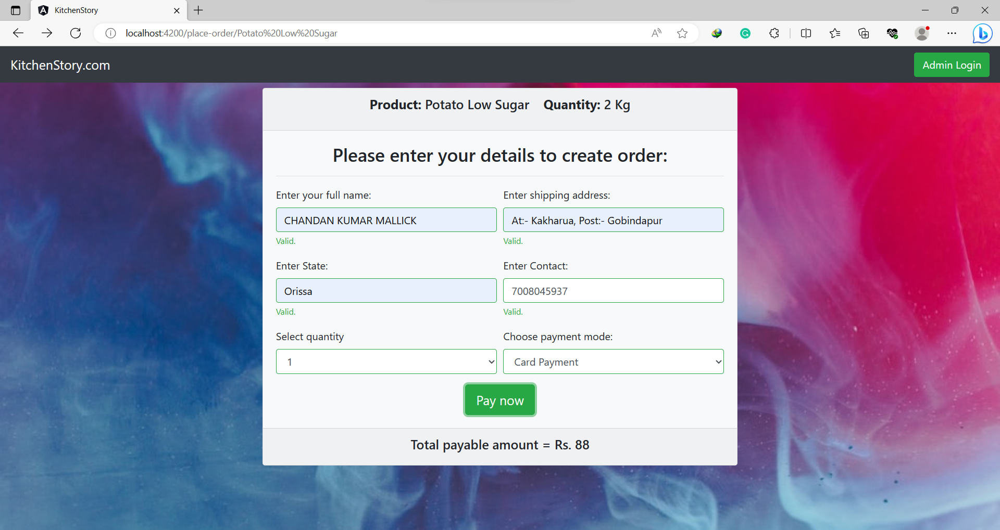 KitchenStory
localhost:4200/place-order/Potato%20Low%20Sugar
KitchenStory.com
Admin Login
Product: Potato Low Sugar Quantity: 2 Kg
Please enter your details to create order:
Enter your full name: Enter shipping address:
CHANDAN KUMAR MALLICK At:- Kakharua, Post:- Gobindapur
Valid. Valid.
Enter State: Enter Contact:
Orissa 7008045937
Valid. Valid.
Select quantity Choose payment mode:
1 Card Payment
Pay now
Total payable amount = Rs. 88